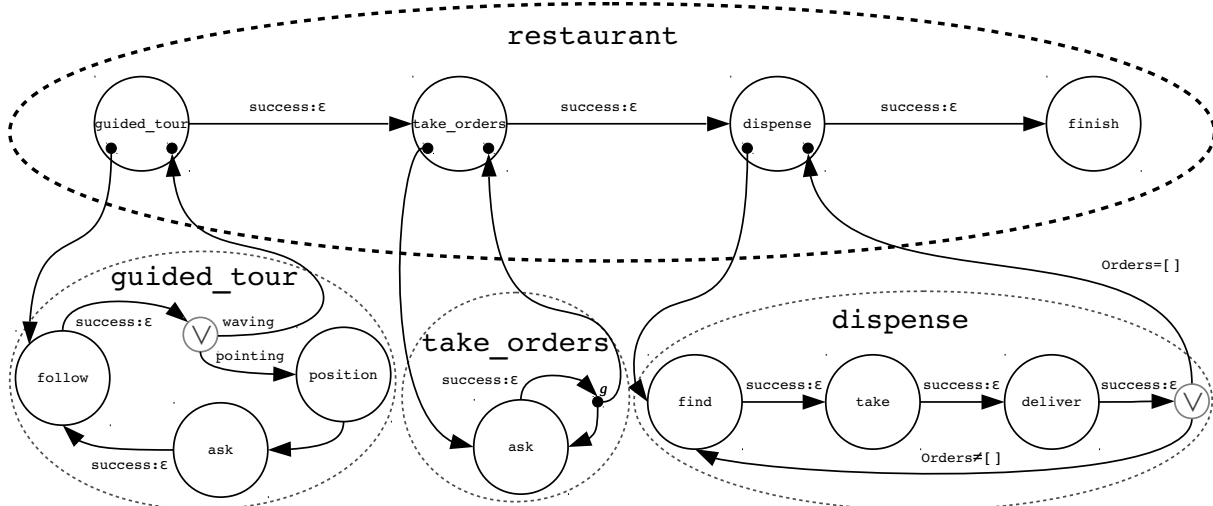 restaurant
success:ε
success:ε
success:ε
guided_tour
take_orders
dispense
finish
Orders=[]
guided_tour
success:ε
waving
pointing
follow
position
ask
success:ε
take_orders
success:ε
g
ask
dispense
success:ε
success:ε
success:ε
find
take
deliver
Orders≠[]